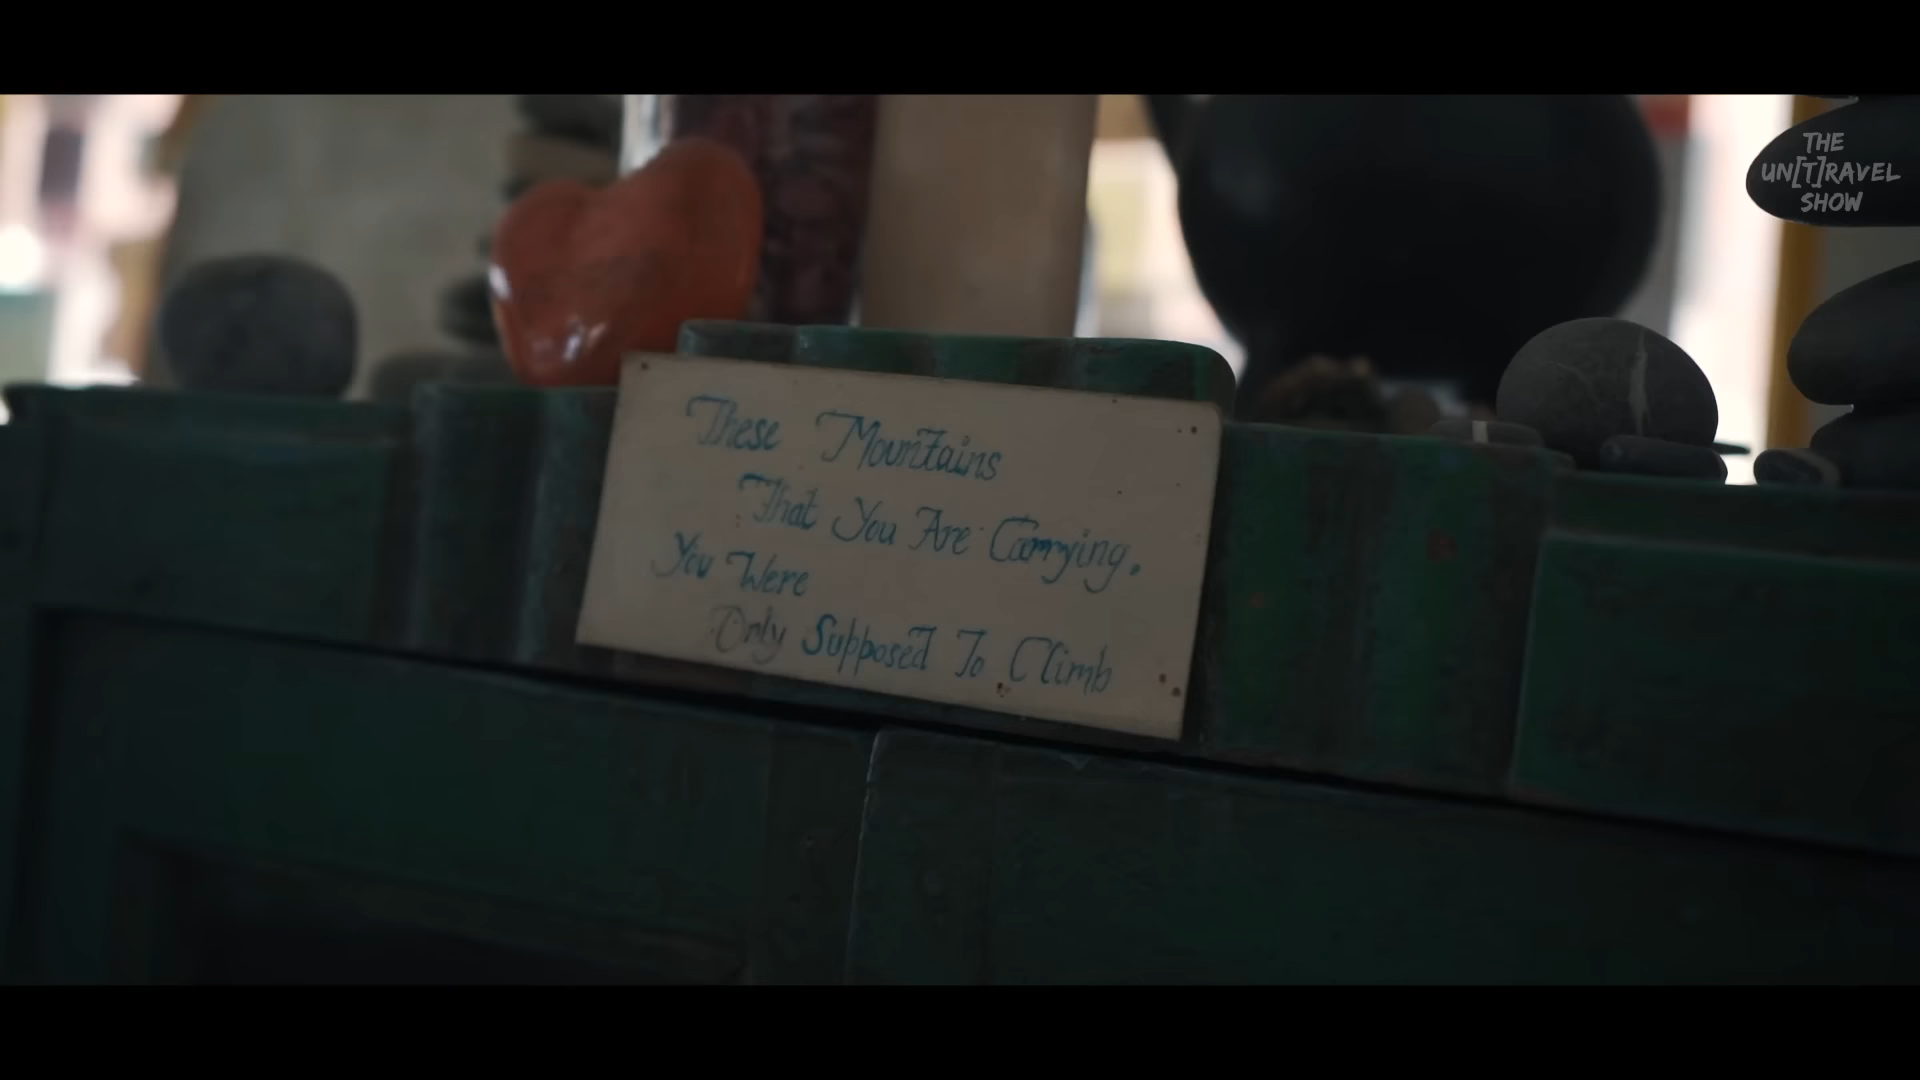 THE
UN[T]RAVEL
SHOW
These Mountains
That You Are Carrying,
You Were
Only Supposed To Climb